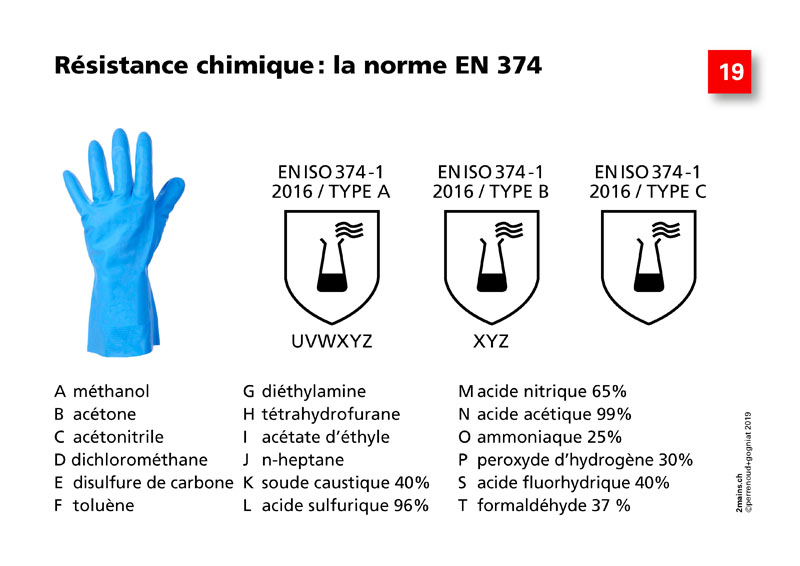 Résistance chimique : la norme EN 374
19
EN ISO 374-1
2016 / TYPE A
UVWXYZ
EN ISO 374-1
2016 / TYPE B
XYZ
EN ISO 374-1
2016 / TYPE C
A méthanol
B acétone
C acétonitrile
D dichlorométhane
E disulfure de carbone
F toluène
G diéthylamine
H tétrahydrofurane
I acétate d’éthyle
J n-heptane
K soude caustique 40%
L acide sulfurique 96%
M acide nitrique 65%
N acide acétique 99%
O ammoniaque 25%
P peroxyde d’hydrogène 30%
S acide fluorhydrique 40%
T formaldéhyde 37 %
2mains.ch
©perrenoud+gogniat 2019